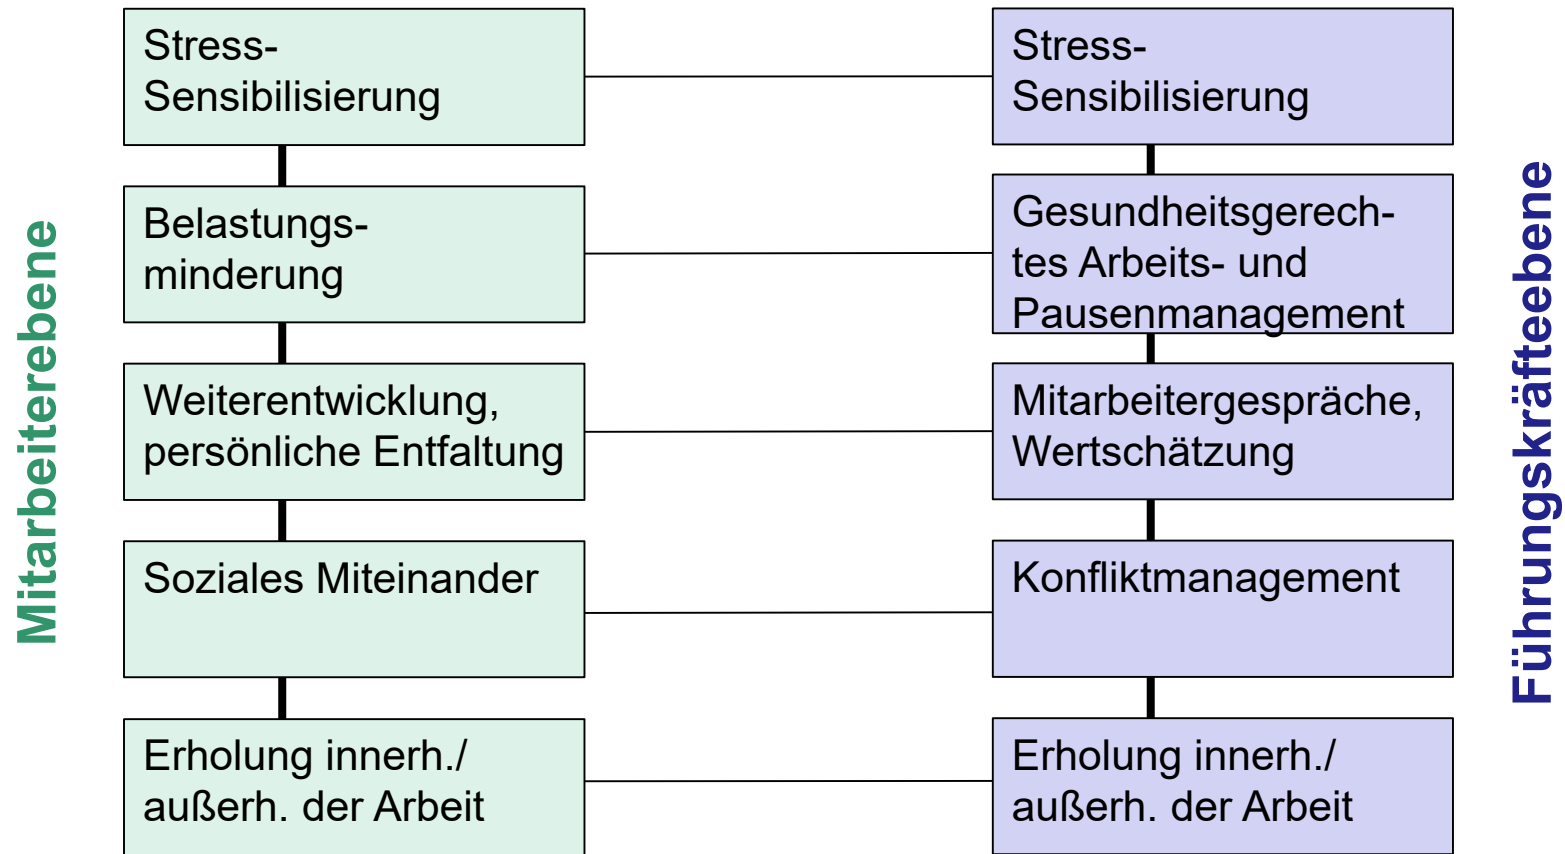 Mitarbeiterebene
Stress-
Sensibilisierung
Belastungs-
minderung
Weiterentwicklung,
persönliche Entfaltung
Soziales Miteinander
Erholung innerh./
außerh. der Arbeit
Stress-
Sensibilisierung
Gesundheitsgerech-
tes Arbeits- und
Pausenmanagement
Mitarbeitergespräche,
Wertschätzung
Konfliktmanagement
Erholung innerh./
außerh. der Arbeit
Führungskräfteebene